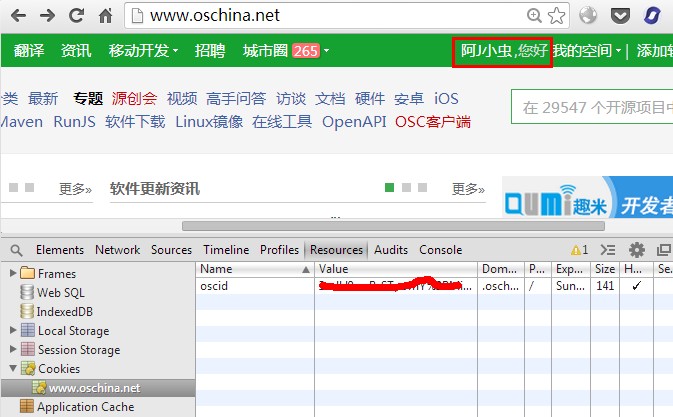 www.oschina.net
翻译 资讯 移动开发 招聘 城市圈 265 阿J小虫,您好 我的空间 | 添加软
类 最新 专题 源创会 视频 高手问答 访谈 文档 硬件 安卓 iOS
Maven RunJS 软件下载 Linux镜像 在线工具 OpenAPI OSC客户端
在 29547 个开源项目中
更多» 软件更新资讯 更多»
QUMi趣米 开发者
Elements Network Sources Timeline Profiles Resources Audits Console 1
Frames
Web SQL
IndexedDB
Local Storage
Session Storage
Cookies
www.oschina.net
Application Cache
Name Value Dom... P... Exp... Size H... Se...
oscid .osch... / Sun... 141 ✓